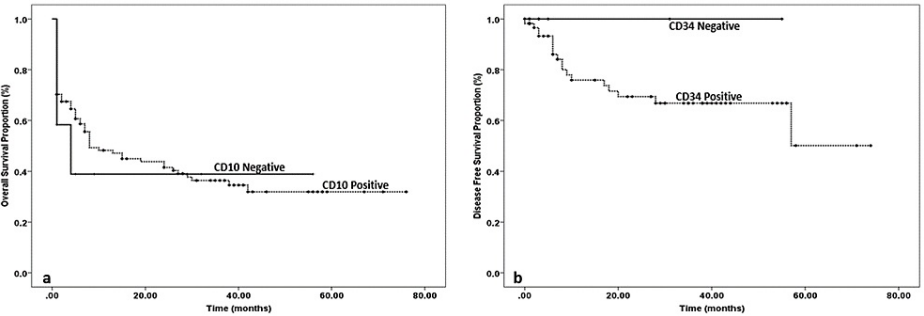 Overall Survival Proportion (%)
1.0
0.8
0.6
0.4
0.2
0.0
CD10 Negative
CD10 Positive
a
.00 20.00 40.00 60.00 80.00
Time (months)
Disease Free Survival Proportion (%)
1.0
0.8
0.6
0.4
0.2
0.0
CD34 Negative
CD34 Positive
b
.00 20.00 40.00 60.00 80.00
Time (months)